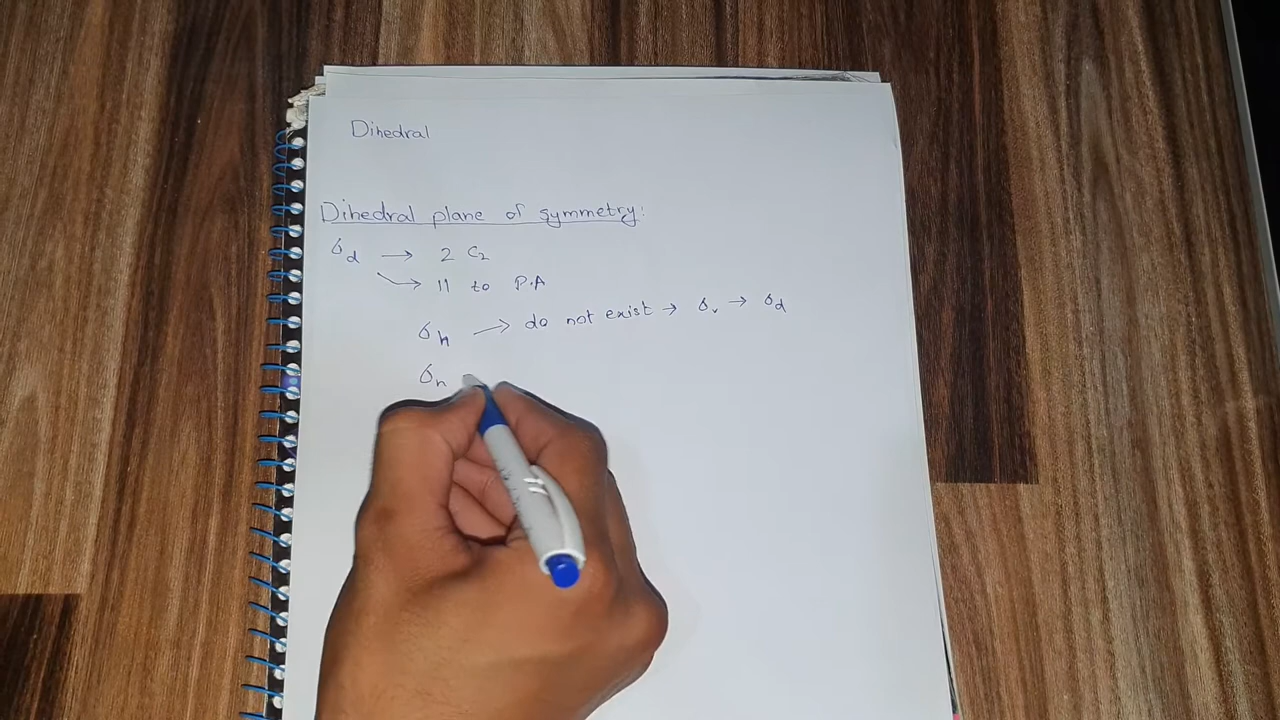 Dihedral
Dihedral plane of symmetry:
σd → 2 C2
→ || to P.A
σh → do not exist → σv → σd
σh